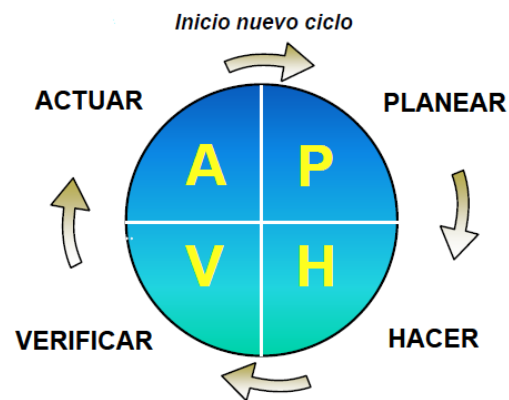 Inicio nuevo ciclo
ACTUAR
PLANEAR
A
P
V
H
VERIFICAR
HACER